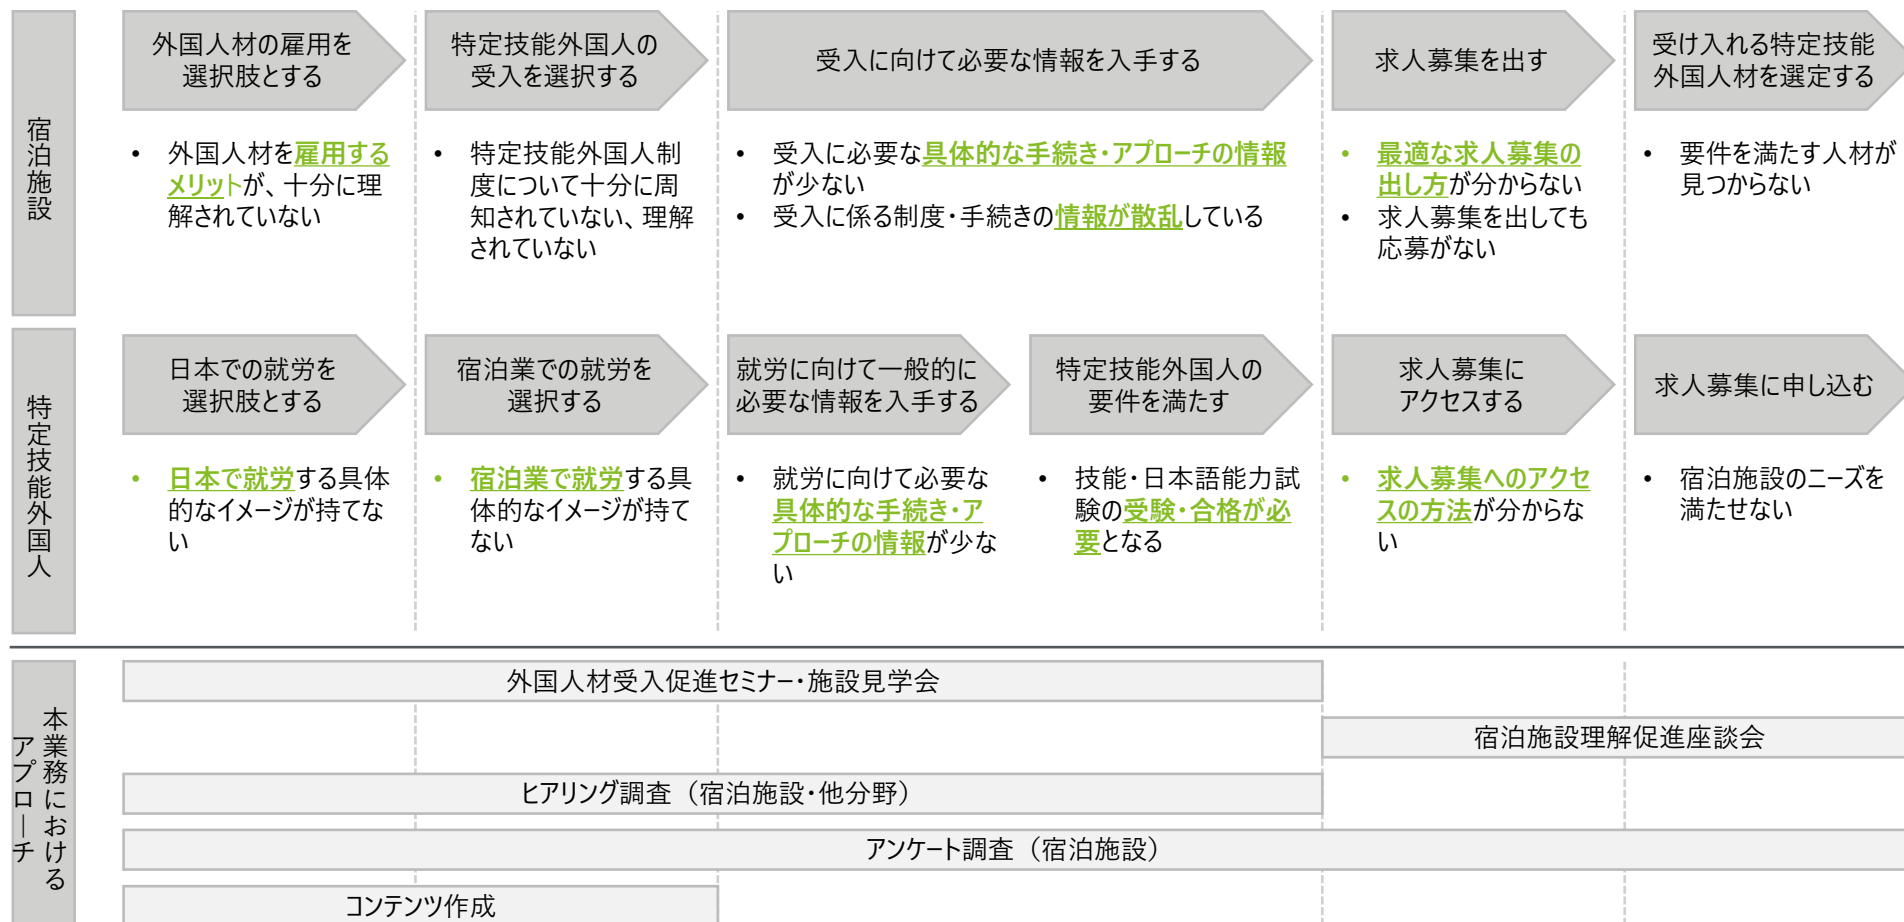 宿泊施設
外国人材の雇用を
選択肢とする
特定技能外国人の
受入を選択する
受入に向けて必要な情報を入手する
求人募集を出す
受け入れる特定技能
外国人材を選定する
• 外国人材を雇用する
メリットが、十分に理
解されていない
• 特定技能外国人制
度について十分に周
知されていない、理解
されていない
• 受入に必要な具体的な手続き・アプローチの情報
が少ない
• 受入に係る制度・手続きの情報が散乱している
• 最適な求人募集の
出し方が分からない
• 求人募集を出しても
応募がない
• 要件を満たす人材が
見つからない
特定技能外国人
日本での就労を
選択肢とする
宿泊業での就労を
選択する
就労に向けて一般的に
必要な情報を入手する
特定技能外国人の
要件を満たす
求人募集に
アクセスする
求人募集に申し込む
• 日本で就労する具体
的なイメージが持てな
い
• 宿泊業で就労する具
体的なイメージが持て
ない
• 就労に向けて必要な
具体的な手続き・ア
プローチの情報が少な
い
• 技能・日本語能力試
験の受験・合格が必
要となる
• 求人募集へのアクセ
スの方法が分からな
い
• 宿泊施設のニーズを
満たせない
本業務における
アプローチ
外国人材受入促進セミナー・施設見学会
宿泊施設理解促進座談会
ヒアリング調査（宿泊施設・他分野）
アンケート調査（宿泊施設）
コンテンツ作成